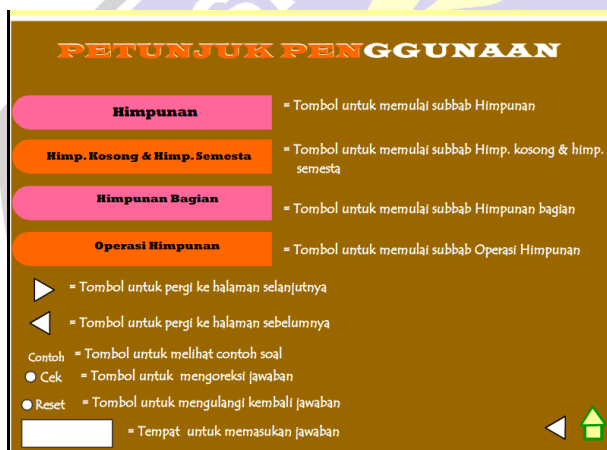 PETUNJUK PENGGUNAAN
Himpunan = Tombol untuk memulai subbab Himpunan
Himp. Kosong & Himp. Semesta = Tombol untuk memulai subbab Himp. kosong & himp.
semesta
Himpunan Bagian = Tombol untuk memulai subbab Himpunan bagian
Operasi Himpunan = Tombol untuk memulai subbab Operasi Himpunan
= Tombol untuk pergi ke halaman selanjutnya
= Tombol untuk pergi ke halaman sebelumnya
Contoh = Tombol untuk melihat contoh soal
Cek = Tombol untuk mengoreksi jawaban
Reset = Tombol untuk mengulangi kembali jawaban
= Tempat untuk memasukan jawaban